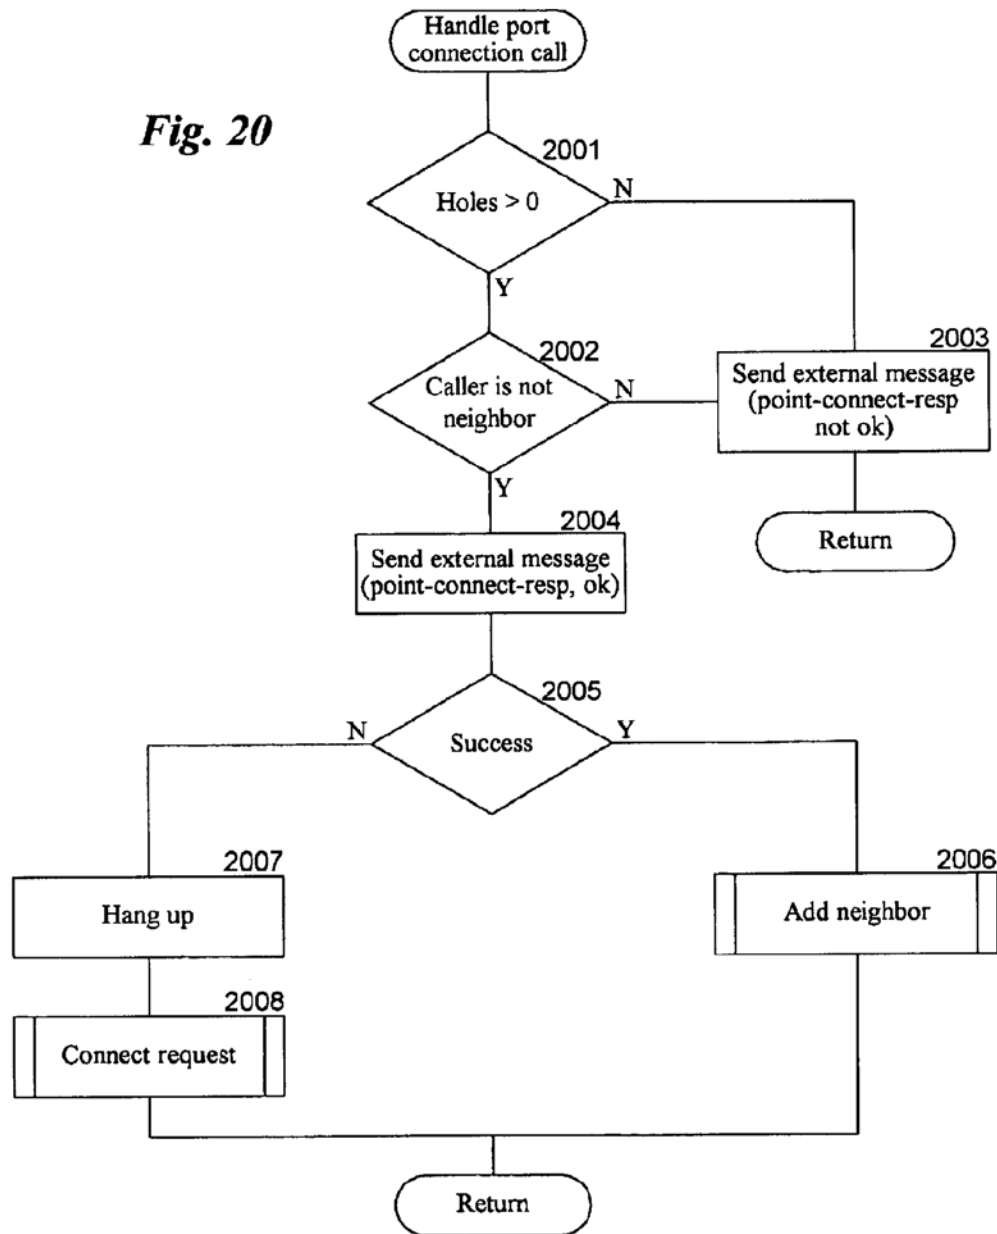 Handle port
connection call
Fig. 20
2001
Holes > 0
N
Y
2002
Caller is not
neighbor
N
Y
2003
Send external message
(point-connect-resp
not ok)
Return
2004
Send external message
(point-connect-resp, ok)
2005
Success
N
Y
2007
Hang up
2006
Add neighbor
2008
Connect request
Return